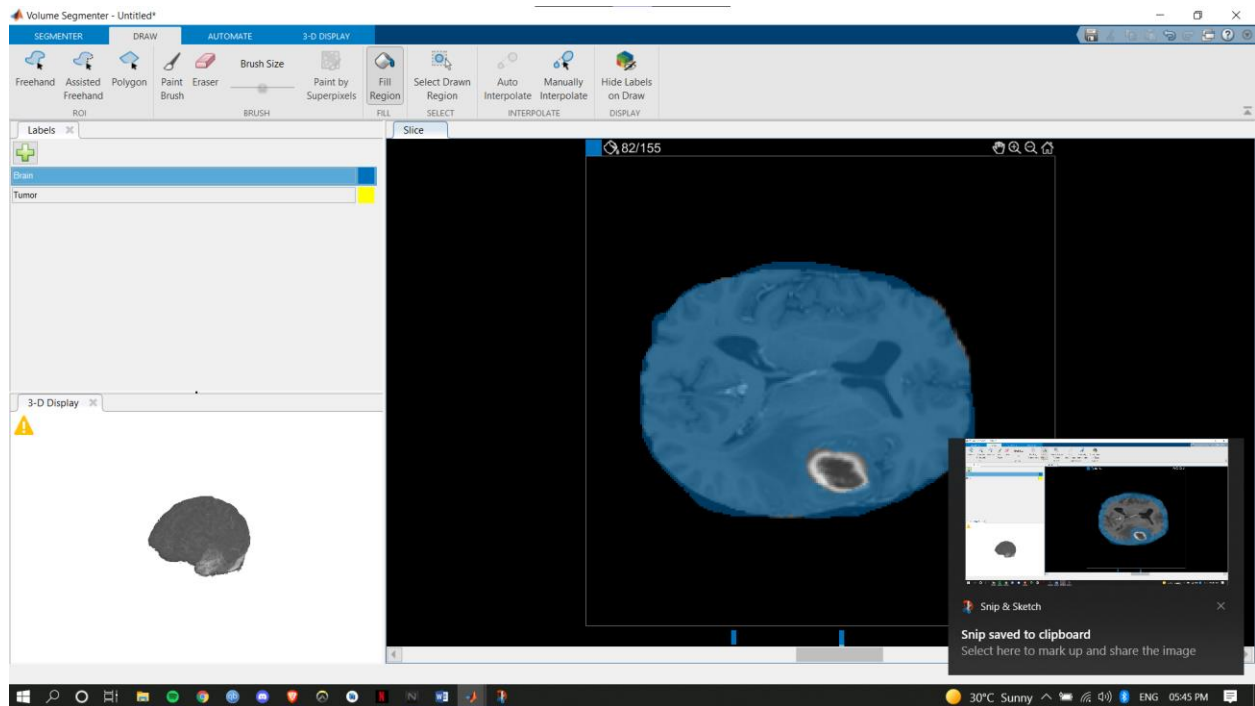 Volume Segmenter - Untitled*
SEGMENTER DRAW AUTOMATE 3-D DISPLAY
Freehand Assisted Freehand Polygon Paint Brush Eraser Brush Size Paint by Superpixels Fill Region Select Drawn Region Auto Interpolate Manually Interpolate Hide Labels on Draw
ROI BRUSH FILL SELECT INTERPOLATE DISPLAY
Labels
Slice
82/155
Brain
Tumor
3-D Display
Snip & Sketch
Snip saved to clipboard
Select here to mark up and share the image
30°C Sunny ENG 05:45 PM